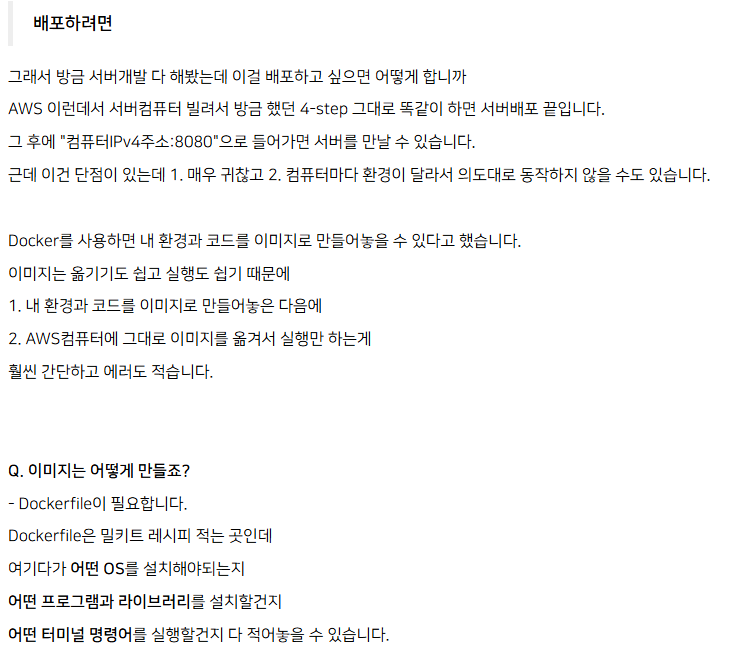 배포하려면
그래서 방금 서버개발 다 해봤는데 이걸 배포하고 싶으면 어떻게 합니까
AWS 이런데서 서버컴퓨터 빌려서 방금 했던 4-step 그대로 똑같이 하면 서버배포 끝입니다.
그 후에 "컴퓨터IPv4주소:8080"으로 들어가면 서버를 만날 수 있습니다.
근데 이건 단점이 있는데 1. 매우 귀찮고 2. 컴퓨터마다 환경이 달라서 의도대로 동작하지 않을 수도 있습니다.
Docker를 사용하면 내 환경과 코드를 이미지로 만들어놓을 수 있다고 했습니다.
이미지는 옮기기도 쉽고 실행도 쉽기 때문에
1. 내 환경과 코드를 이미지로 만들어놓은 다음에
2. AWS컴퓨터에 그대로 이미지를 옮겨서 실행만 하는게
훨씬 간단하고 에러도 적습니다.
Q. 이미지는 어떻게 만들죠?
- Dockerfile이 필요합니다.
Dockerfile은 밀키트 레시피 적는 곳인데
여기다가 어떤 OS를 설치해야되는지
어떤 프로그램과 라이브러리를 설치할건지
어떤 터미널 명령어를 실행할건지 다 적어놓을 수 있습니다.